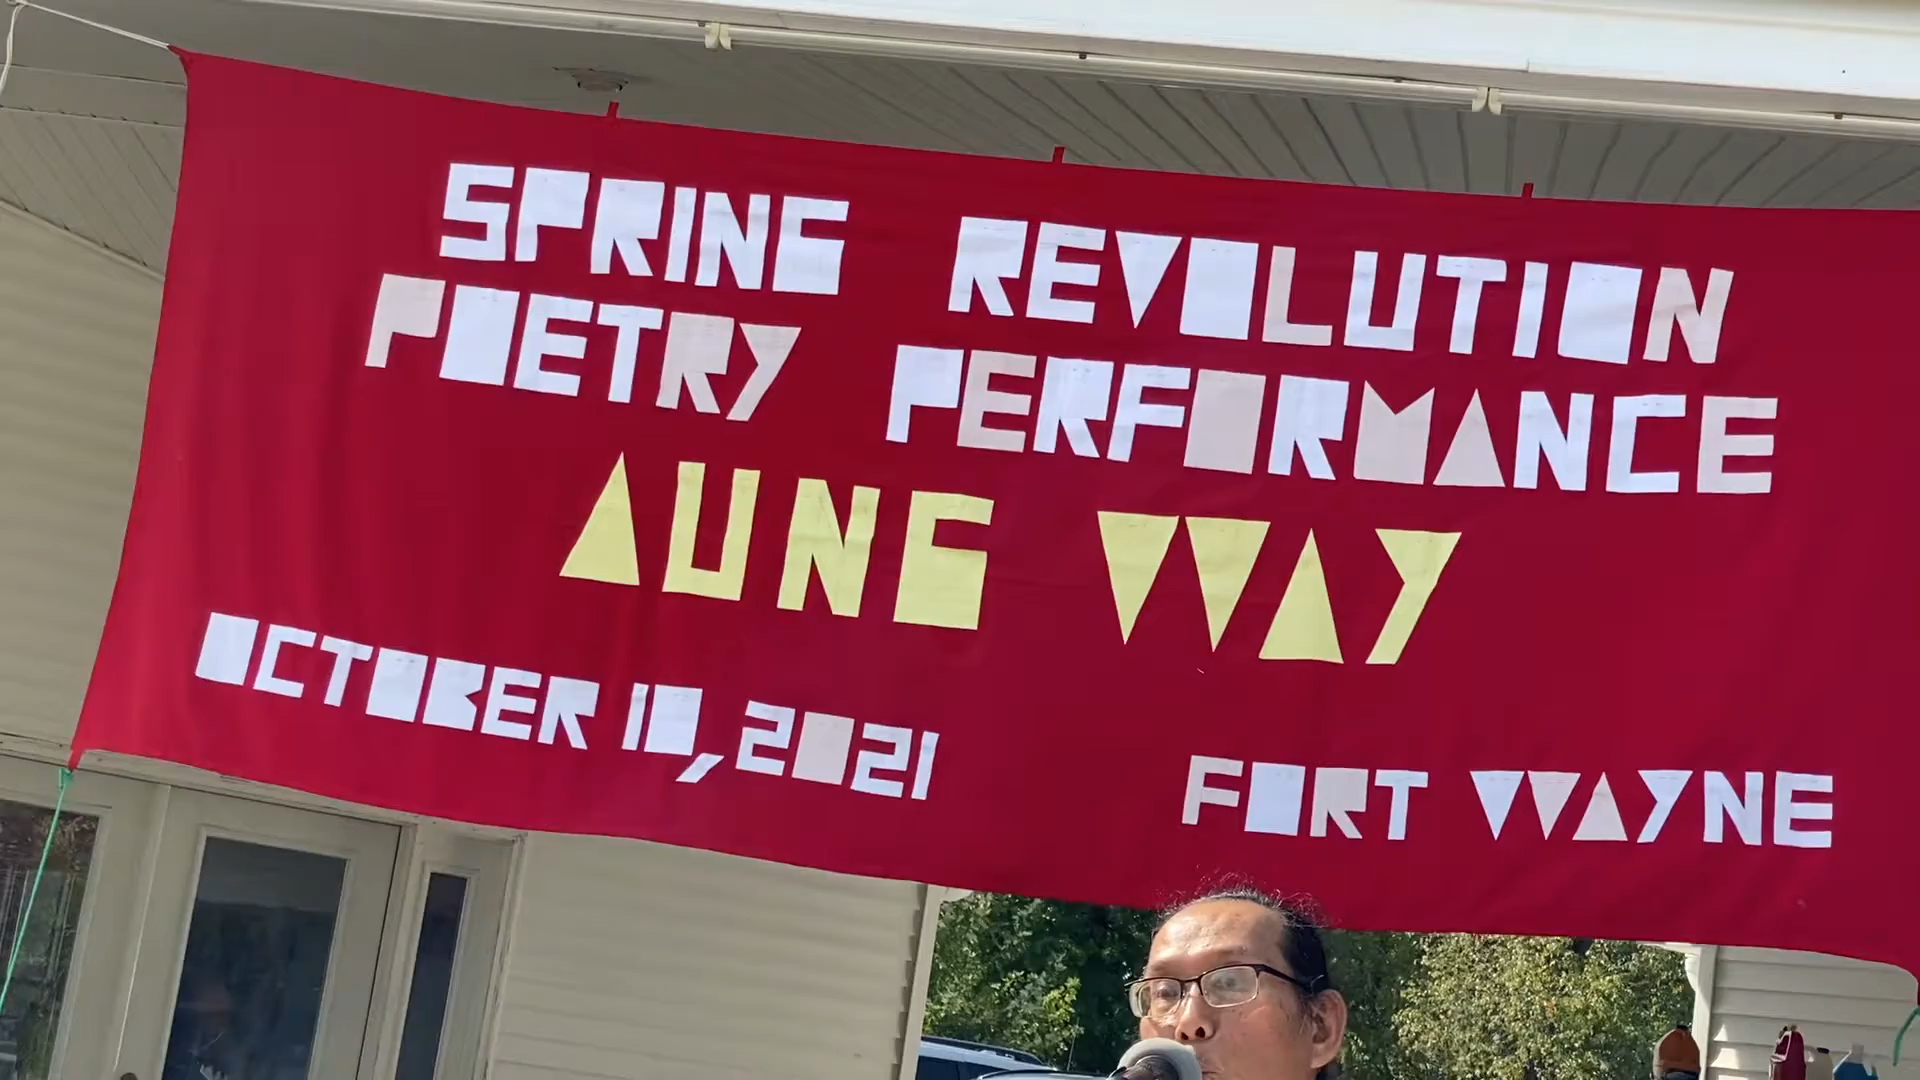 SPRING REVOLUTION
POETRY PERFORMANCE
AUNG WAY
OCTOBER 10, 2021
FORT WAYNE